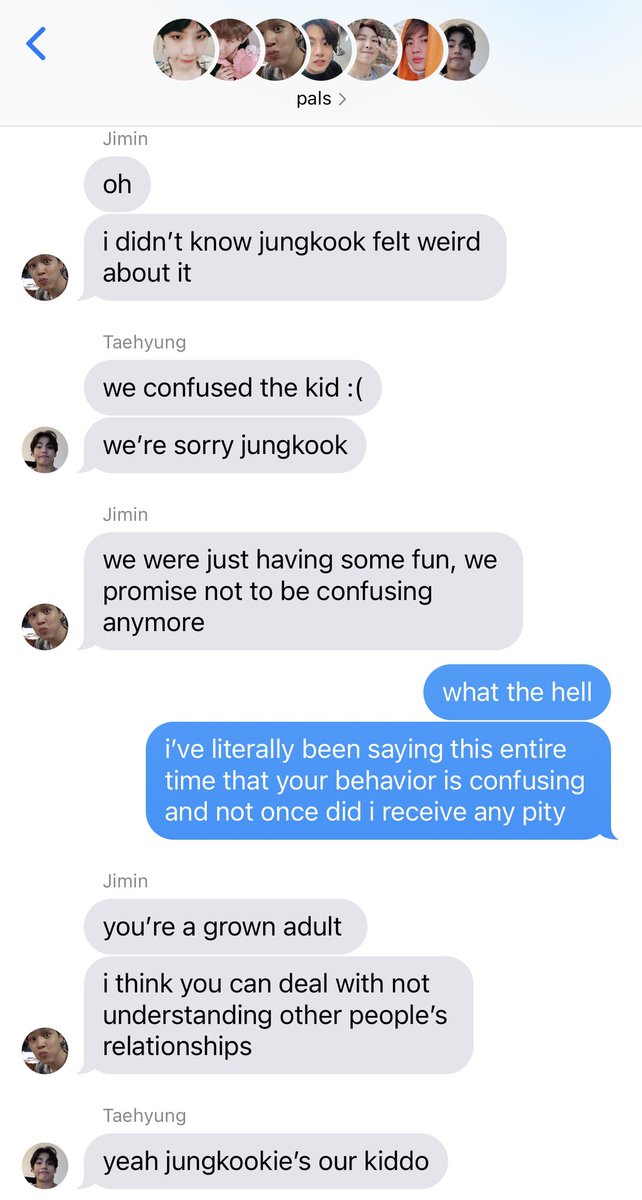 pals
Jimin
oh
i didn’t know jungkook felt weird
about it
Taehyung
we confused the kid :(
we’re sorry jungkook
Jimin
we were just having some fun, we
promise not to be confusing
anymore
what the hell
i’ve literally been saying this entire
time that your behavior is confusing
and not once did i receive any pity
Jimin
you’re a grown adult
i think you can deal with not
understanding other people’s
relationships
Taehyung
yeah jungkookie’s our kiddo